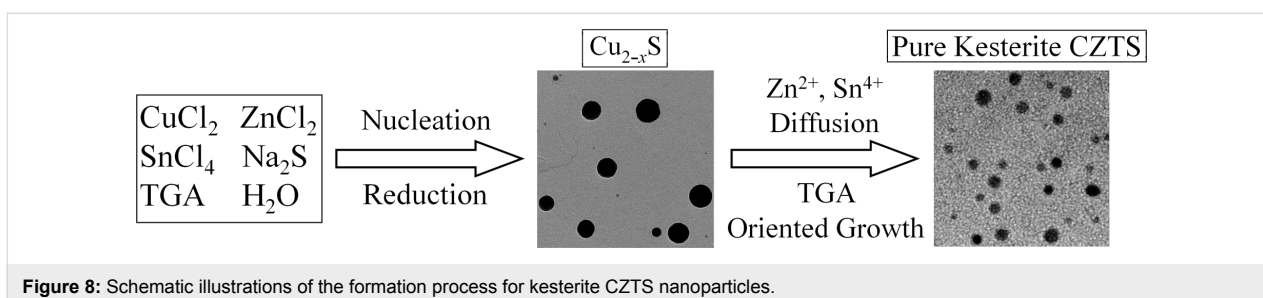 CuCl₂ ZnCl₂
SnCl₄ Na₂S
TGA H₂O
Nucleation
Reduction
Cu₂₋ₓS
Zn²⁺, Sn⁴⁺
Diffusion
TGA
Oriented Growth
Pure Kesterite CZTS
Figure 8: Schematic illustrations of the formation process for kesterite CZTS nanoparticles.